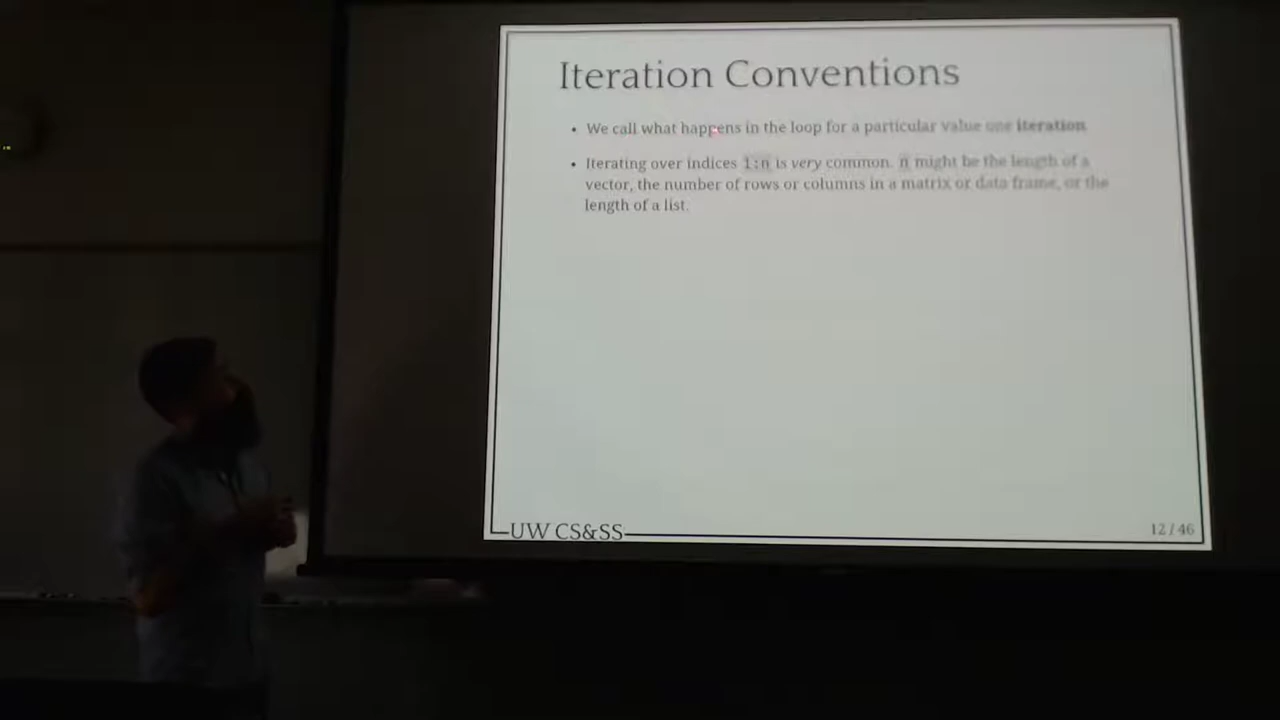 Iteration Conventions
• We call what happens in the loop for a particular value one iteration.
• Iterating over indices 1:n is very common. n might be the length of a
vector, the number of rows or columns in a matrix or data frame, or the
length of a list.
UW CS&SS
12 / 46